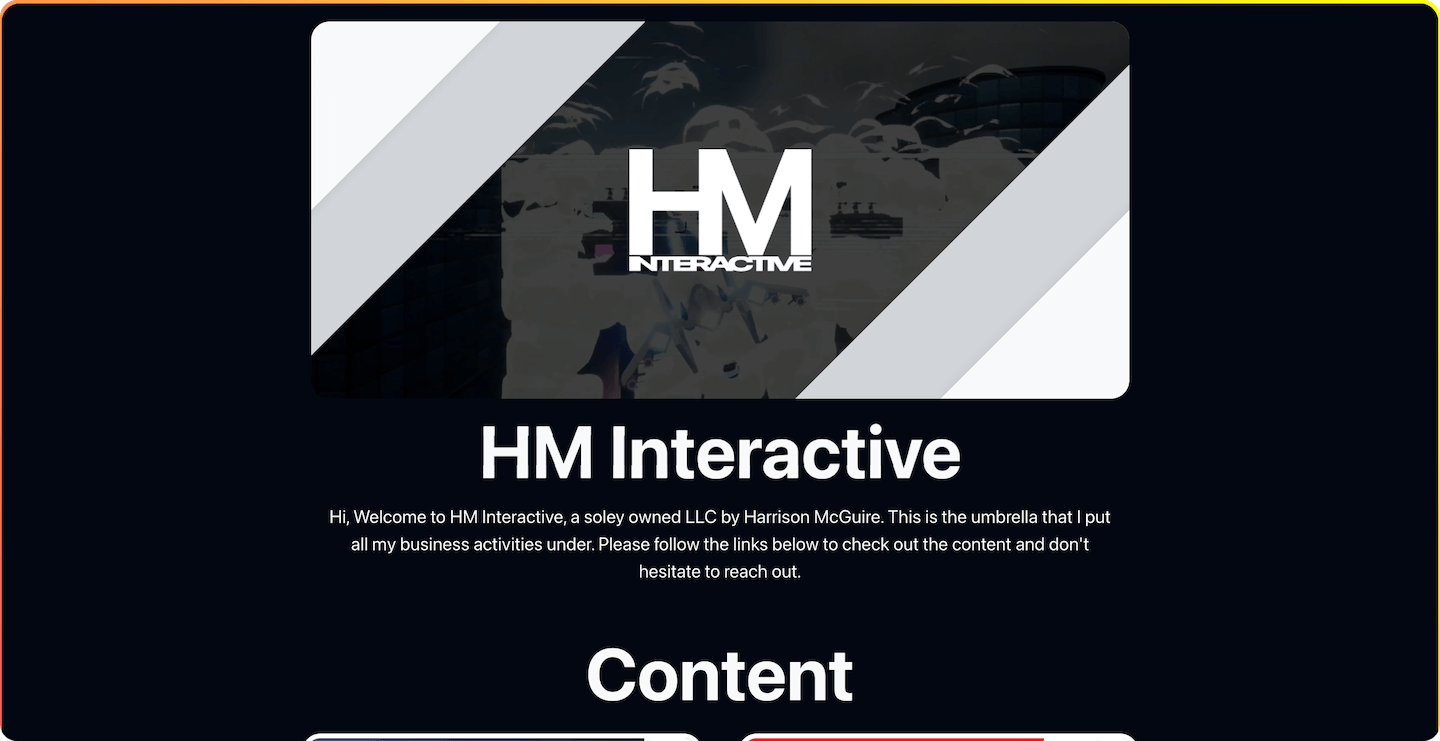 HM
INTERACTIVE
HM Interactive
Hi, Welcome to HM Interactive, a soley owned LLC by Harrison McGuire. This is the umbrella that I put
all my business activities under. Please follow the links below to check out the content and don't
hesitate to reach out.
Content